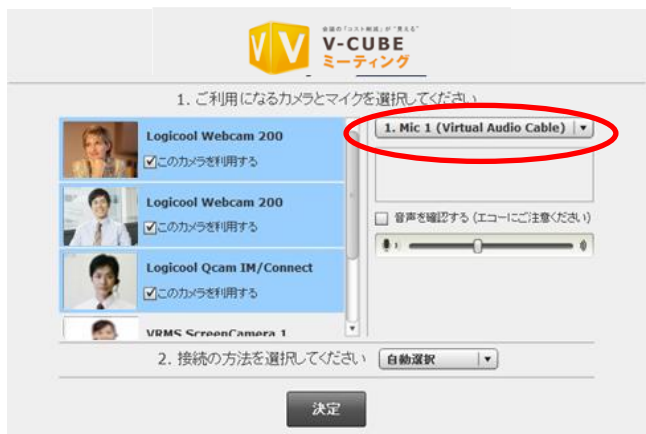 会議の「コスト削減」が"見える"
V-CUBE
ミーティング
1. ご利用になるカメラとマイクを選択してください
Logicool Webcam 200
このカメラを利用する
Logicool Webcam 200
このカメラを利用する
Logicool Qcam IM/Connect
このカメラを利用する
VRMS ScreenCamera 1
1. Mic 1 (Virtual Audio Cable)
音声を確認する (エコーにご注意ください)
2. 接続の方法を選択してください
自動選択
決定